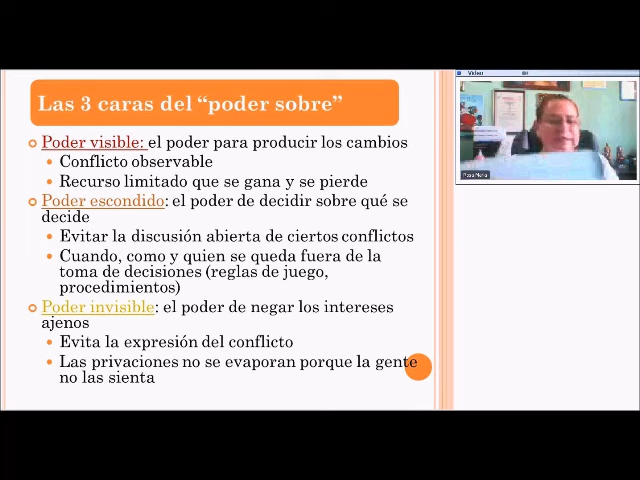 Las 3 caras del “poder sobre”
Poder visible: el poder para producir los cambios
Conflicto observable
Recurso limitado que se gana y se pierde
Poder escondido: el poder de decidir sobre qué se
decide
Evitar la discusión abierta de ciertos conflictos
Cuando, como y quien se queda fuera de la
toma de decisiones (reglas de juego,
procedimientos)
Poder invisible: el poder de negar los intereses
ajenos
Evita la expresión del conflicto
Las privaciones no se evaporan porque la gente
no las sienta
Video